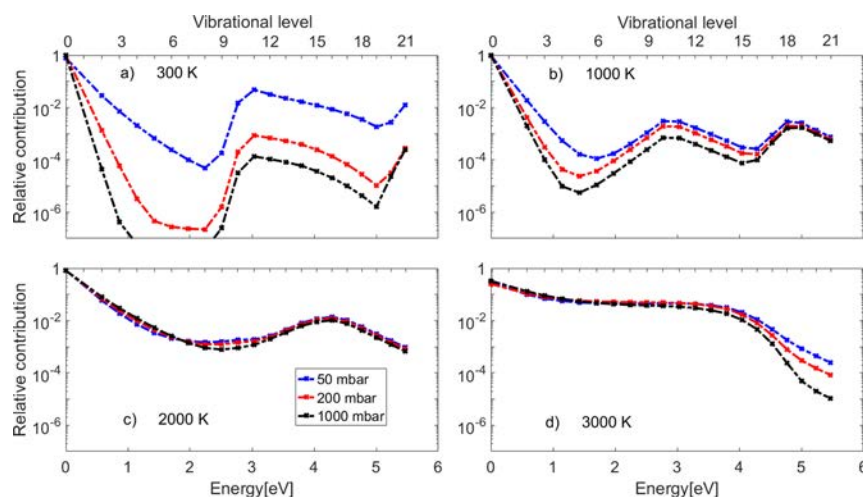 Vibrational level
Vibrational level
0 3 6 9 12 15 18 21
0 3 6 9 12 15 18 21
Relative contribution
1
10-2
10-4
10-6
a) 300 K
Relative contribution
1
10-2
10-4
10-6
b) 1000 K
Relative contribution
1
10-2
10-4
10-6
50 mbar
200 mbar
1000 mbar
c) 2000 K
0 1 2 3 4 5 6
Energy[eV]
Relative contribution
1
10-2
10-4
10-6
d) 3000 K
0 1 2 3 4 5 6
Energy[eV]